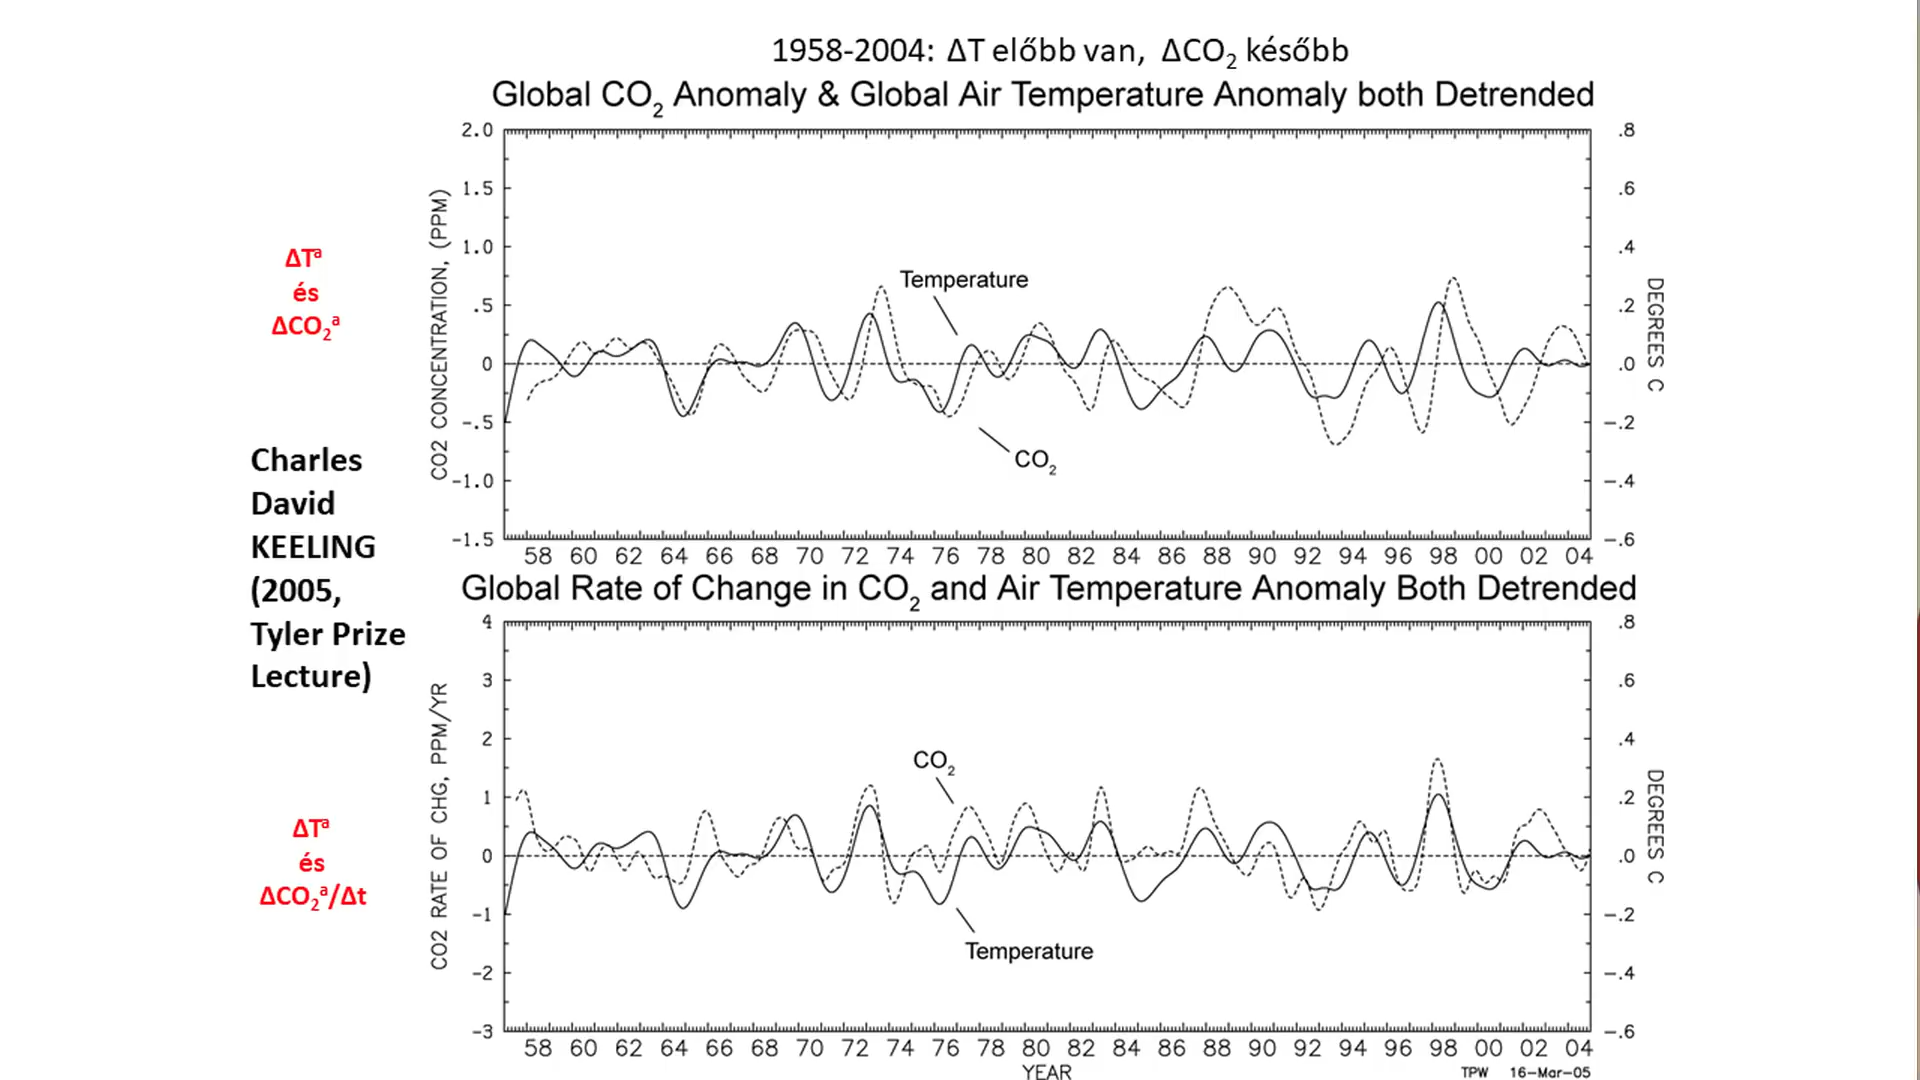 1958-2004: ΔT előbb van, ΔCO₂ később
Global CO₂ Anomaly & Global Air Temperature Anomaly both Detrended
2.0
1.5
1.0
.5
0
-.5
-1.0
-1.5
CO2 CONCENTRATION, (PPM)
Temperature
CO₂
.8
.6
.4
.2
.0
-.2
-.4
-.6
DEGREES C
58 60 62 64 66 68 70 72 74 76 78 80 82 84 86 88 90 92 94 96 98 00 02 04
ΔTᵃ
és
ΔCO₂ᵃ
Charles
David
KEELING
(2005,
Tyler Prize
Lecture)
Global Rate of Change in CO₂ and Air Temperature Anomaly Both Detrended
4
3
2
1
0
-1
-2
-3
CO2 RATE OF CHG, PPM/YR
CO₂
Temperature
.8
.6
.4
.2
.0
-.2
-.4
-.6
DEGREES C
58 60 62 64 66 68 70 72 74 76 78 80 82 84 86 88 90 92 94 96 98 00 02 04
YEAR
TPW 16-Mar-05
ΔTᵃ
és
ΔCO₂ᵃ/Δt